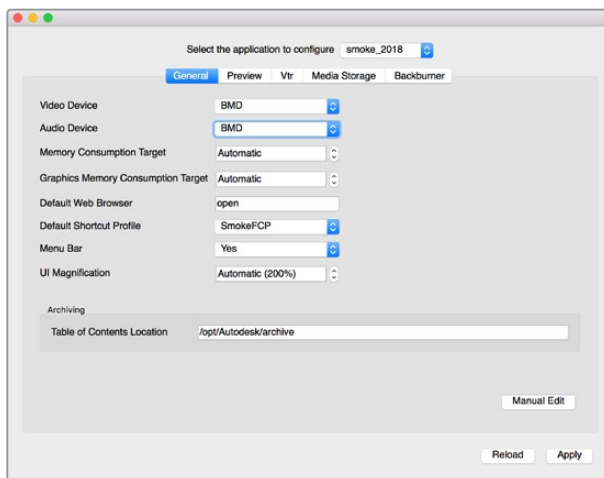 Select the application to configure smoke_2018
General Preview Vtr Media Storage Backburner
Video Device BMD
Audio Device BMD
Memory Consumption Target Automatic
Graphics Memory Consumption Target Automatic
Default Web Browser open
Default Shortcut Profile SmokeFCP
Menu Bar Yes
UI Magnification Automatic (200%)
Archiving
Table of Contents Location /opt/Autodesk/archive
Manual Edit
Reload Apply